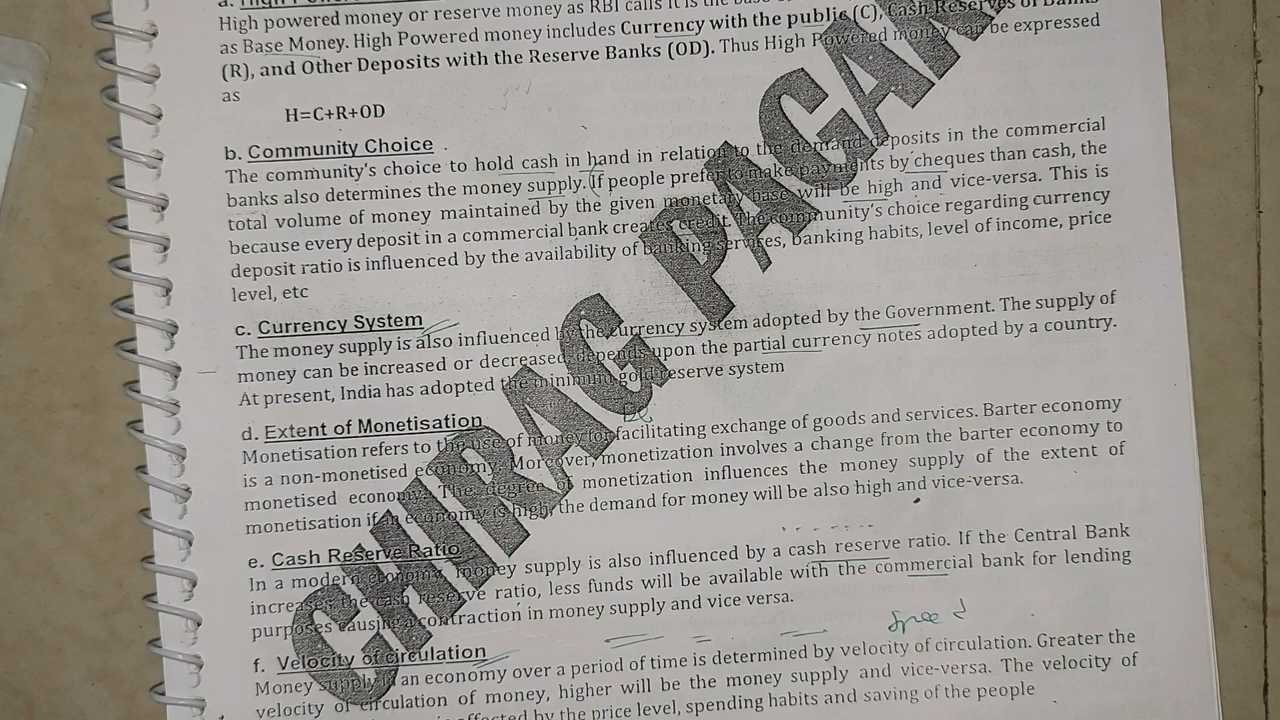 a. High
High powered money or reserve money as RBI calls it is the base
as Base Money. High Powered money includes Currency with the public (C), Cash Reserves of Banks
(R), and Other Deposits with the Reserve Banks (OD). Thus High Powered money can be expressed
as
H=C+R+OD
b. Community Choice
The community's choice to hold cash in hand in relation to the demand deposits in the commercial
banks also determines the money supply. If people prefer to make payments by cheques than cash, the
total volume of money maintained by the given monetary base will be high and vice-versa. This is
because every deposit in a commercial bank creates credit. The community's choice regarding currency
deposit ratio is influenced by the availability of banking services, banking habits, level of income, price
level, etc
c. Currency System
The money supply is also influenced by the currency system adopted by the Government. The supply of
money can be increased or decreased, depends upon the partial currency notes adopted by a country.
At present, India has adopted the minimum gold reserve system
d. Extent of Monetisation
Monetisation refers to the use of money for facilitating exchange of goods and services. Barter economy
is a non-monetised economy. Moreover, monetization involves a change from the barter economy to
monetised economy. The degree of monetization influences the money supply of the extent of
monetisation if an economy is high, the demand for money will be also high and vice-versa.
e. Cash Reserve Ratio
In a modern economy, money supply is also influenced by a cash reserve ratio. If the Central Bank
increases the cash reserve ratio, less funds will be available with the commercial bank for lending
purposes causing a contraction in money supply and vice versa.
f. Velocity of circulation
Money supply in an economy over a period of time is determined by velocity of circulation. Greater the
velocity of circulation of money, higher will be the money supply and vice-versa. The velocity of
affected by the price level, spending habits and saving of the people
CHIRAG PAGAR